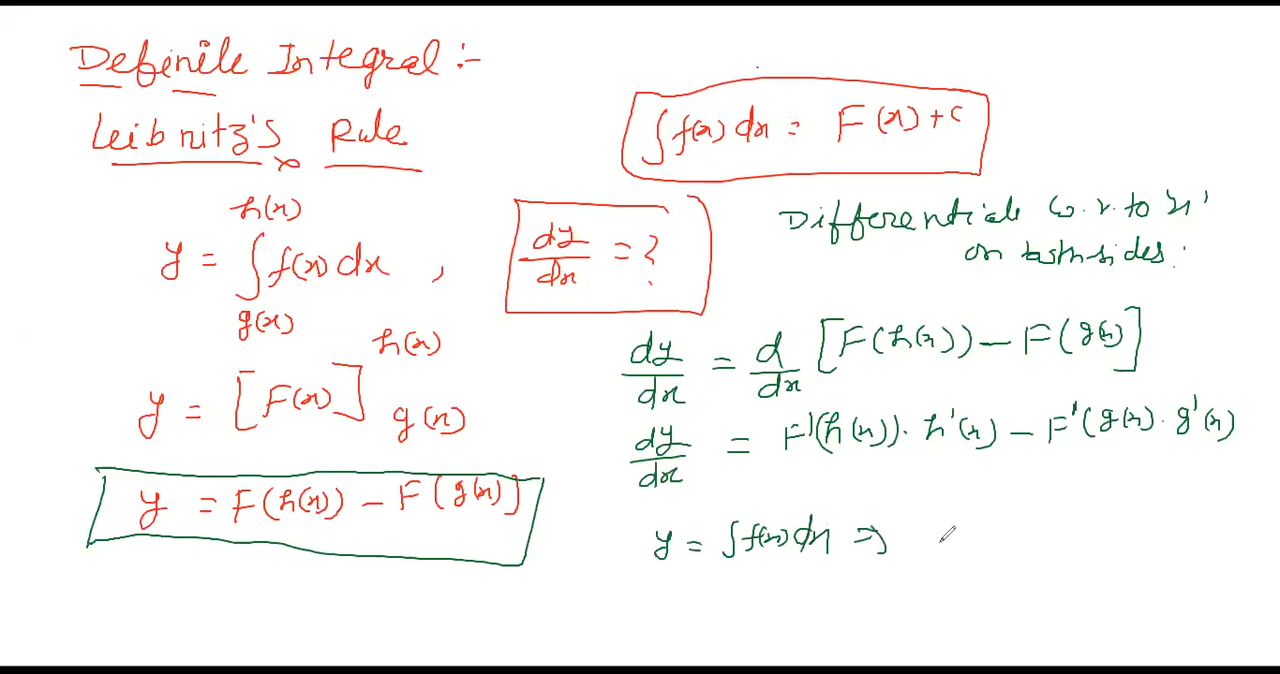 Definite Integral :-
Leibnitz's Rule
∫f(x) dx = F(x)+c
h(x)
y = ∫f(x) dx ,
g(x)
dy/dx = ?
y = [F(x)] h(x)
g(x)
y = F(h(x)) - F(g(x)]
Differentiate w.r.to 'x'
on both sides.
dy/dx = d/dx [F(h(x)) - F(g(x)]
dy/dx = F'(h(x)). h'(x) - F'(g(x). g'(x)
y = ∫f(x) dx ⇒